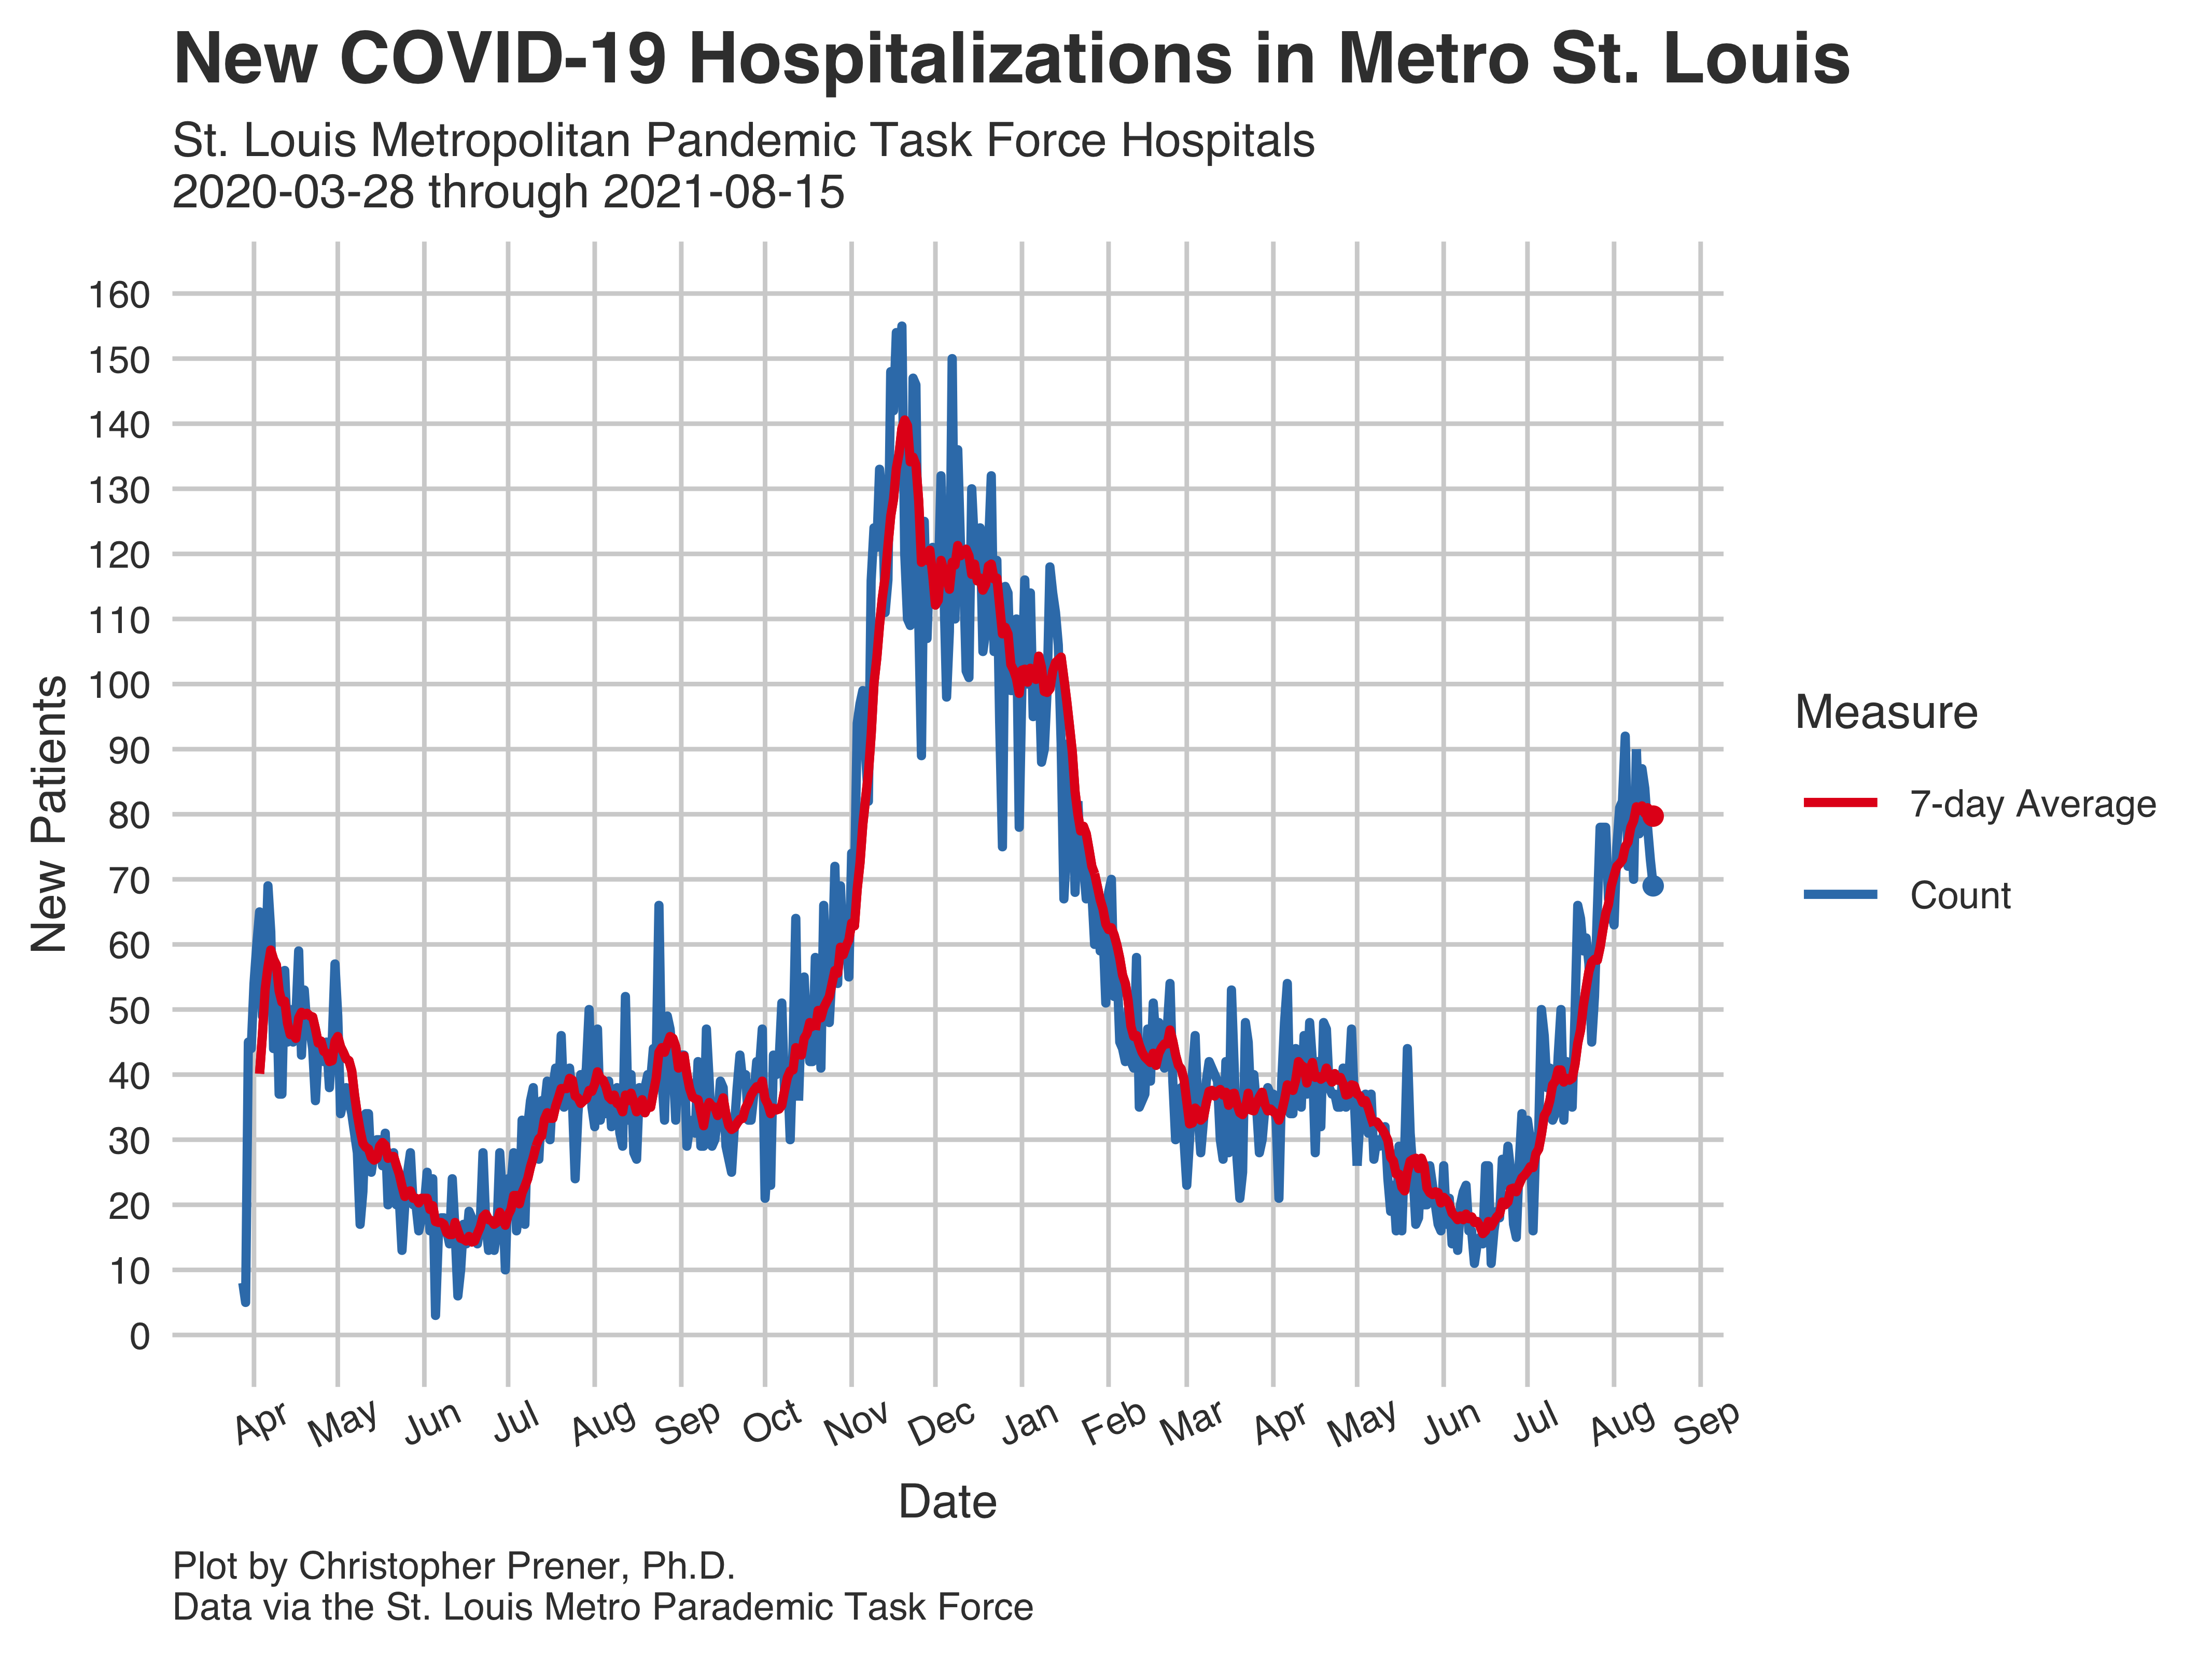 New COVID-19 Hospitalizations in Metro St. Louis
St. Louis Metropolitan Pandemic Task Force Hospitals
2020-03-28 through 2021-08-15
160
150
140
130
120
110
100
90
80
70
60
50
40
30
20
10
0
New Patients
Apr
May
Jun
Jul
Aug
Sep
Oct
Nov
Dec
Jan
Feb
Mar
Apr
May
Jun
Jul
Aug
Sep
Date
Measure
7-day Average
Count
Plot by Christopher Prener, Ph.D.
Data via the St. Louis Metro Parademic Task Force